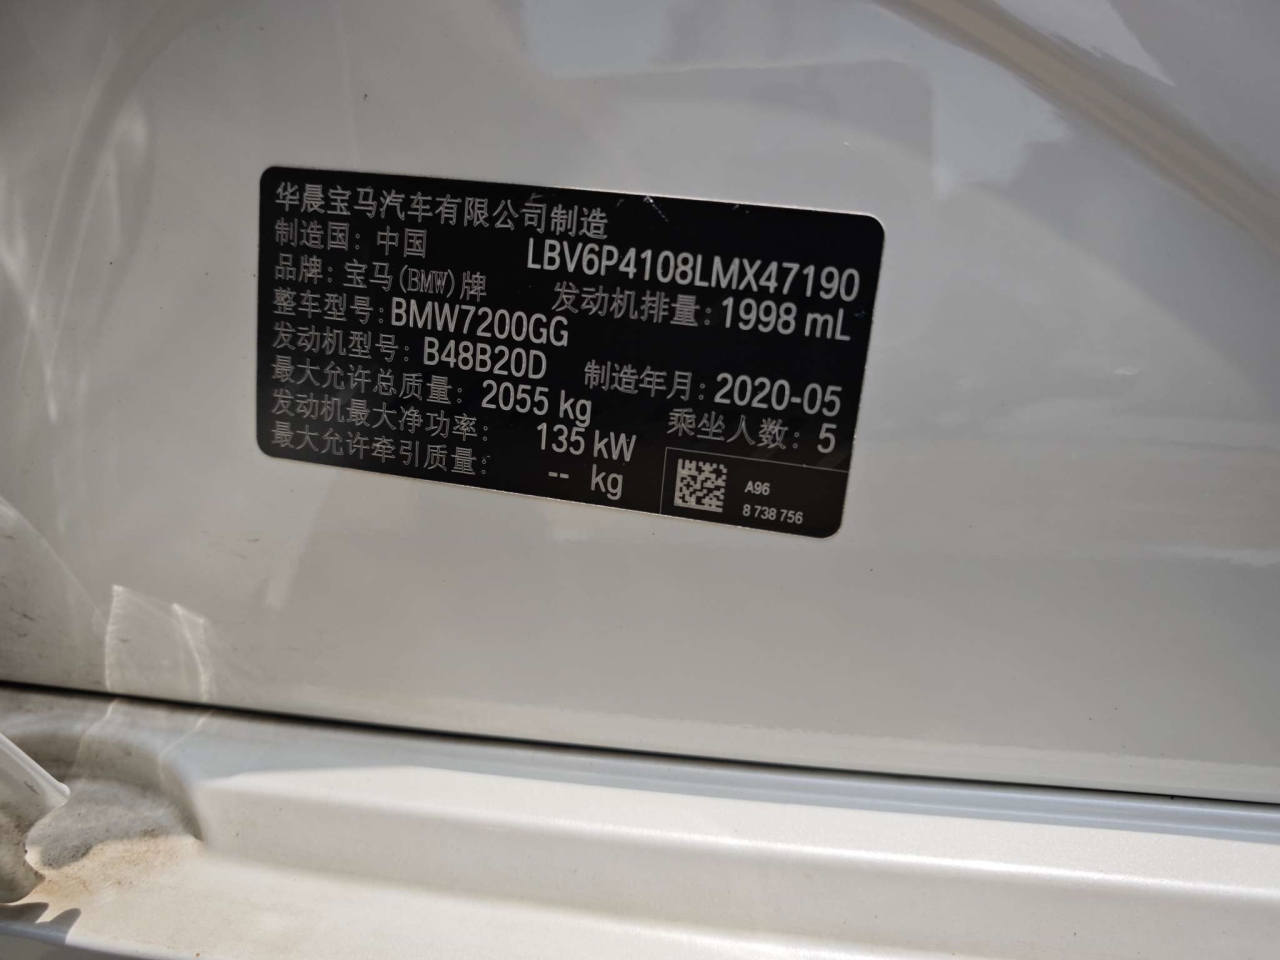 华晨宝马汽车有限公司制造
制造国：中国
LBV6P4108LMX47190
品牌：宝马(BMW)牌
发动机排量：1998 mL
整车型号：BMW7200GG
发动机型号：B48B20D
制造年月：2020-05
最大允许总质量：2055 kg
乘坐人数：5
发动机最大净功率：135 kW
最大允许牵引质量：-- kg
A96
8 738 756